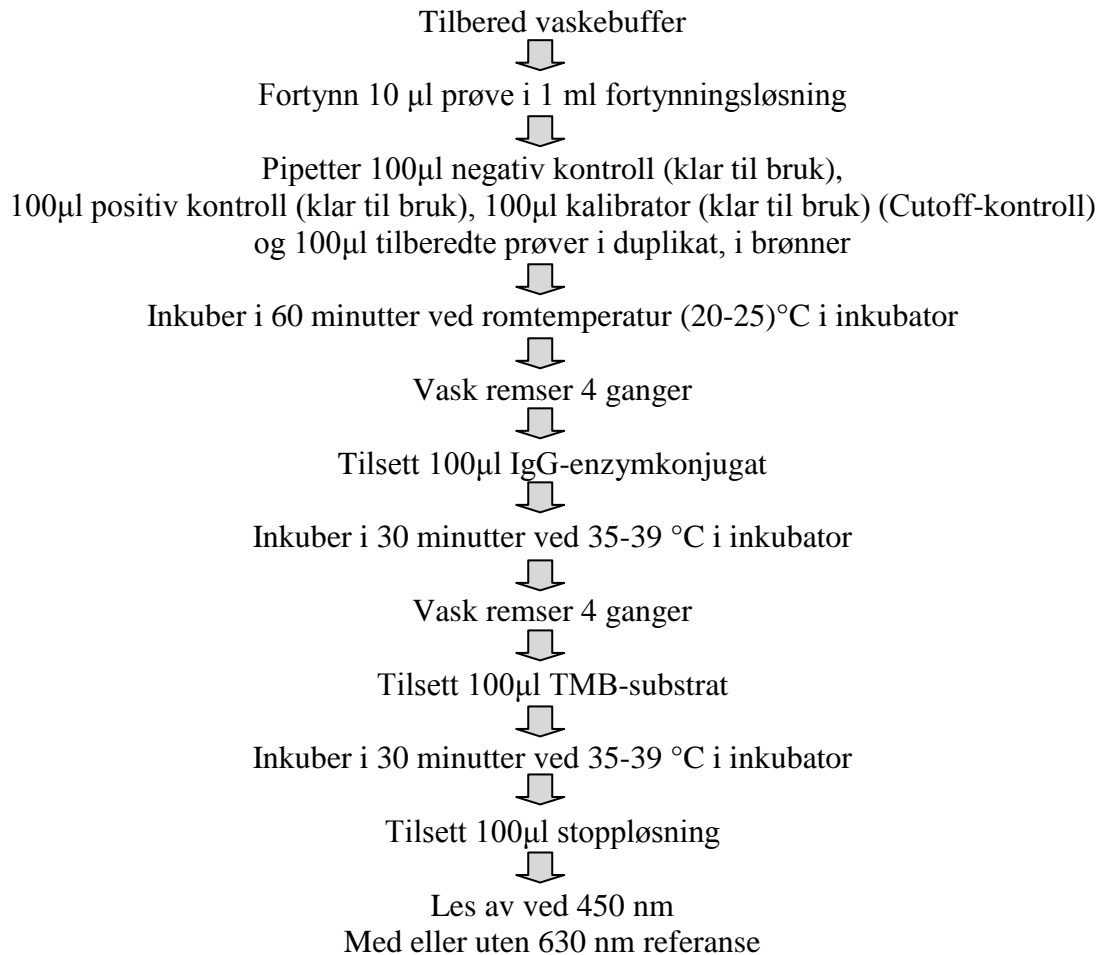 Tilbered vaskebuffer
Fortynn 10 μl prøve i 1 ml fortynningsløsning
Pipetter 100μl negativ kontroll (klar til bruk),
100μl positiv kontroll (klar til bruk), 100μl kalibrator (klar til bruk) (Cutoff-kontroll)
og 100μl tilberedte prøver i duplikat, i brønner
Inkuber i 60 minutter ved romtemperatur (20-25)°C i inkubator
Vask remser 4 ganger
Tilsett 100μl IgG-enzymkonjugat
Inkuber i 30 minutter ved 35-39 °C i inkubator
Vask remser 4 ganger
Tilsett 100μl TMB-substrat
Inkuber i 30 minutter ved 35-39 °C i inkubator
Tilsett 100μl stoppløsning
Les av ved 450 nm
Med eller uten 630 nm referanse